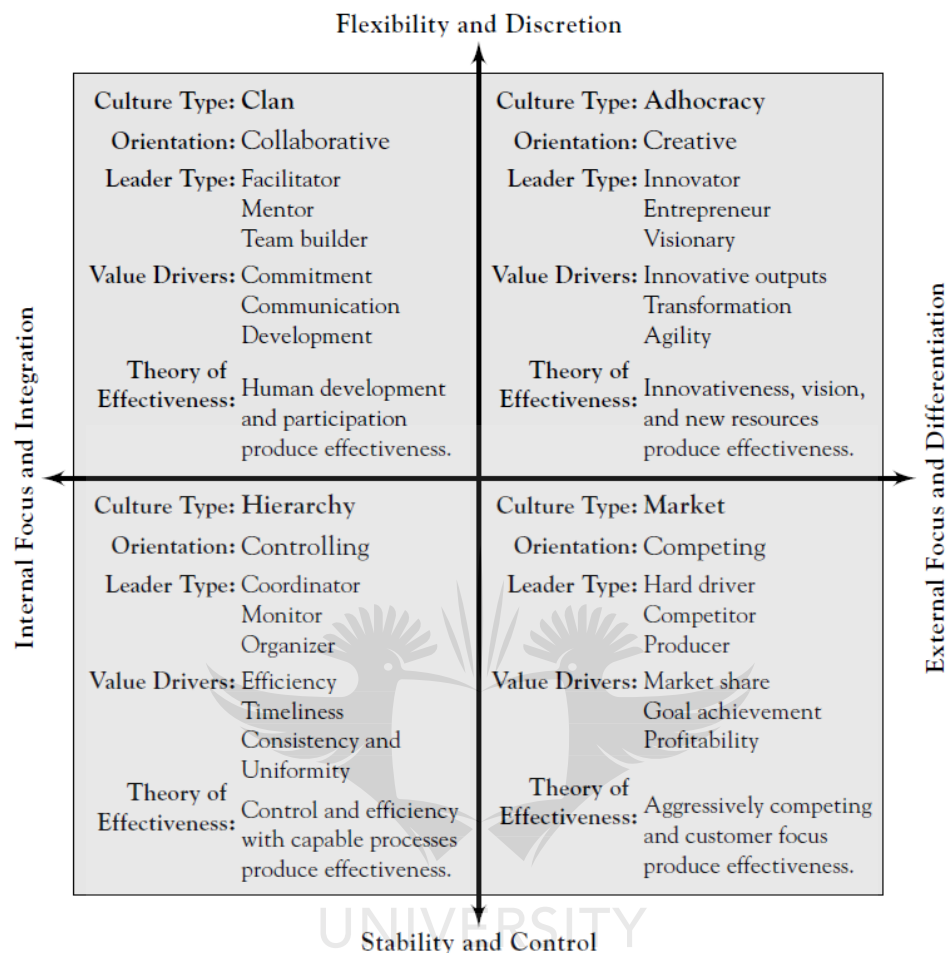 Flexibility and Discretion
Culture Type: Clan
Orientation: Collaborative
Leader Type: Facilitator
Mentor
Team builder
Value Drivers: Commitment
Communication
Development
Theory of
Effectiveness: Human development
and participation
produce effectiveness.
Culture Type: Adhocracy
Orientation: Creative
Leader Type: Innovator
Entrepreneur
Visionary
Value Drivers: Innovative outputs
Transformation
Agility
Theory of
Effectiveness: Innovativeness, vision,
and new resources
produce effectiveness.
Internal Focus and Integration
External Focus and Differentiation
Culture Type: Hierarchy
Orientation: Controlling
Leader Type: Coordinator
Monitor
Organizer
Value Drivers: Efficiency
Timeliness
Consistency and
Uniformity
Theory of
Effectiveness: Control and efficiency
with capable processes
produce effectiveness.
Culture Type: Market
Orientation: Competing
Leader Type: Hard driver
Competitor
Producer
Value Drivers: Market share
Goal achievement
Profitability
Theory of
Effectiveness: Aggressively competing
and customer focus
produce effectiveness.
UNIVERSITY
Stability and Control